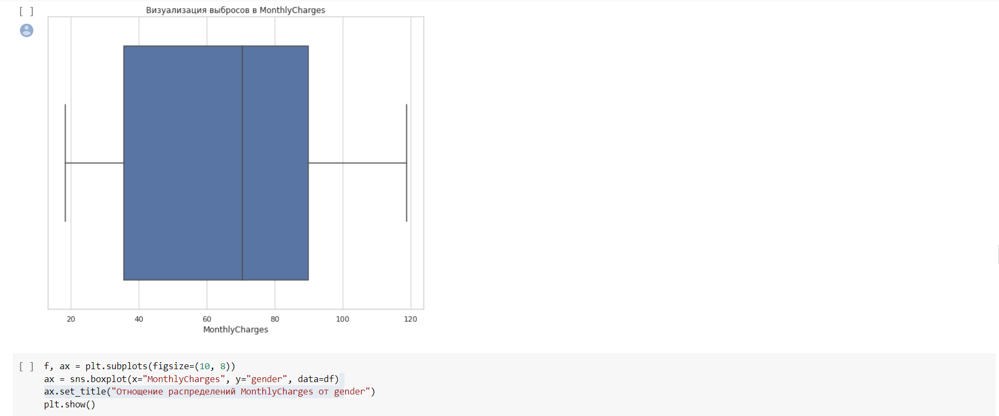 [ ]
Визуализация выбросов в MonthlyCharges
20 40 60 80 100 120
MonthlyCharges
[ ] f, ax = plt.subplots(figsize=(10, 8))
ax = sns.boxplot(x="MonthlyCharges", y="gender", data=df)
ax.set_title("Отнощение распределений MonthlyCharges от gender")
plt.show()